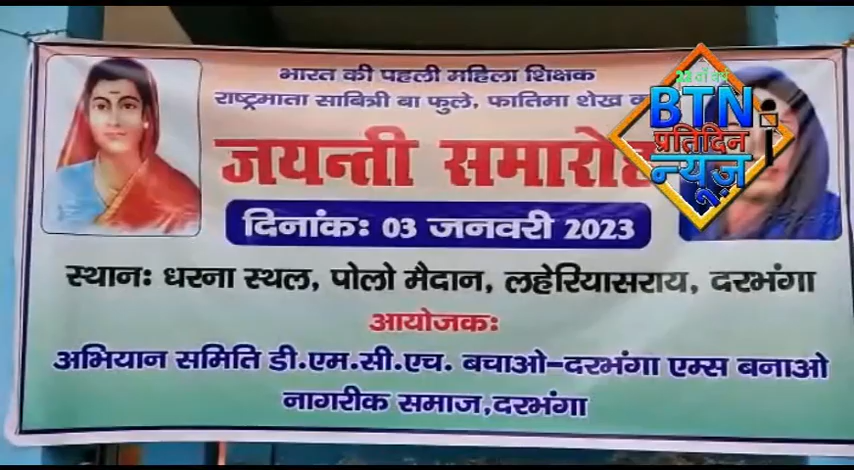 भारत की पहली महिला शिक्षक
राष्ट्रमाता साबित्री बा फुले, फातिमा शेख
जयन्ती समारोह
दिनांक: 03 जनवरी 2023
स्थान: धरना स्थल, पोलो मैदान, लहेरियासराय, दरभंगा
आयोजक:
अभियान समिति डी.एम.सी.एच. बचाओ-दरभंगा एम्स बनाओ
नागरीक समाज,दरभंगा
BTN
प्रतिदिन
न्यूज़